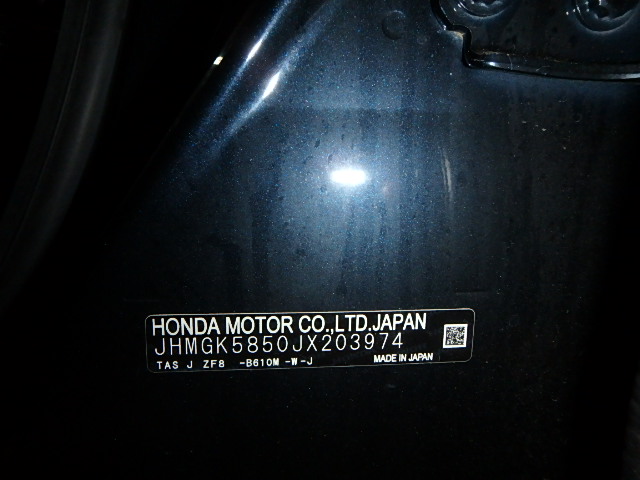 HONDA MOTOR CO.,LTD.JAPAN
JHMGK5850JX203974
TAS J ZF8 -B610M -W-J MADE IN JAPAN